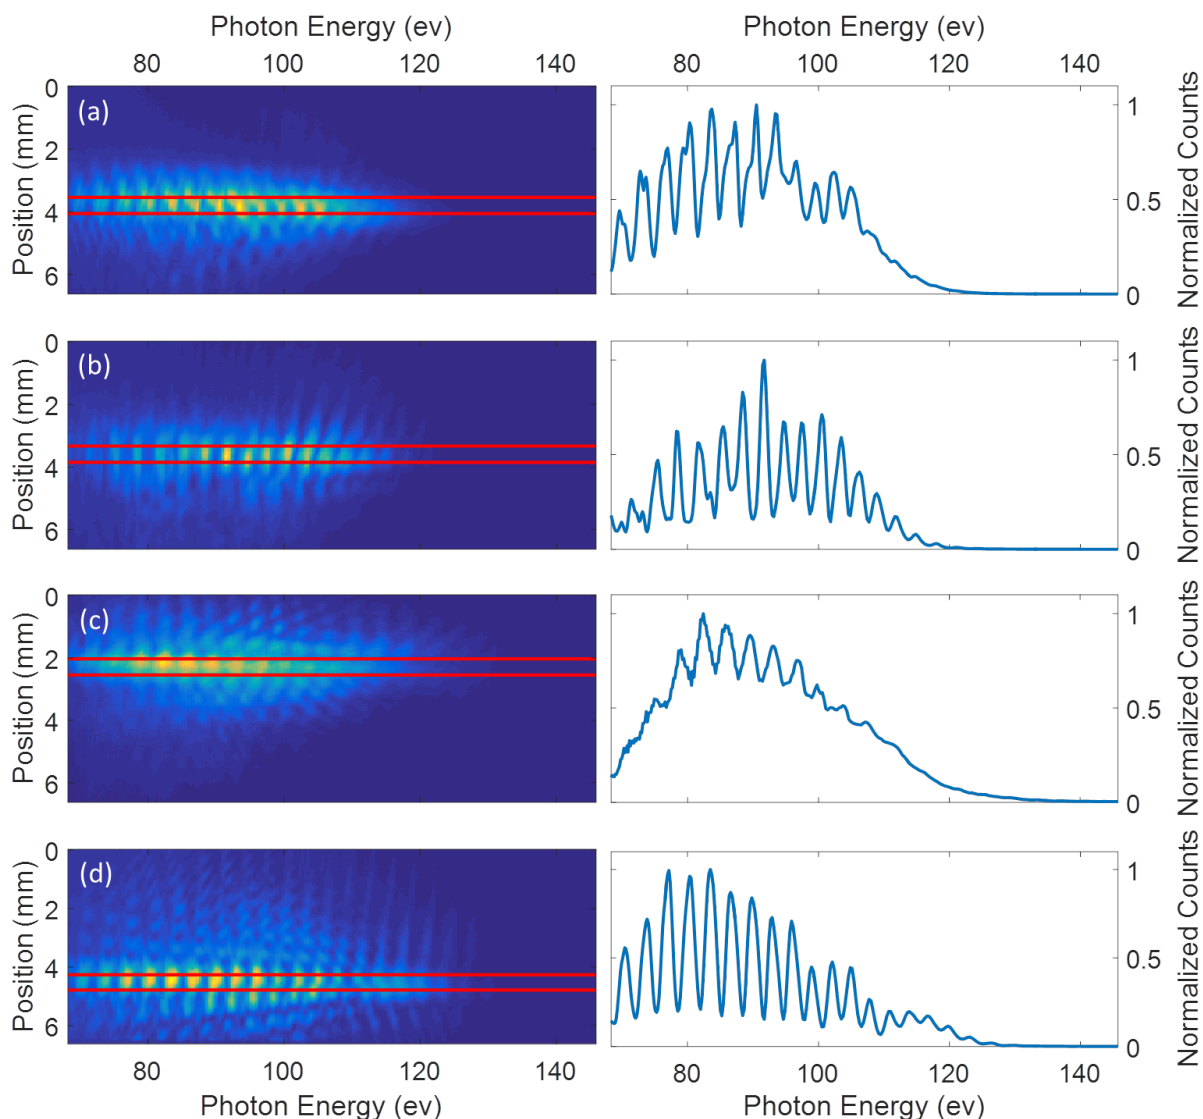 Photon Energy (ev) Photon Energy (ev)
80 100 120 140 80 100 120 140
Position (mm) 0 2 4 6 (a) 1 0.5 0 Normalized Counts
Position (mm) 0 2 4 6 (b) 1 0.5 0 Normalized Counts
Position (mm) 0 2 4 6 (c) 1 0.5 0 Normalized Counts
Position (mm) 0 2 4 6 (d) 1 0.5 0 Normalized Counts
80 100 120 140 80 100 120 140
Photon Energy (ev) Photon Energy (ev)